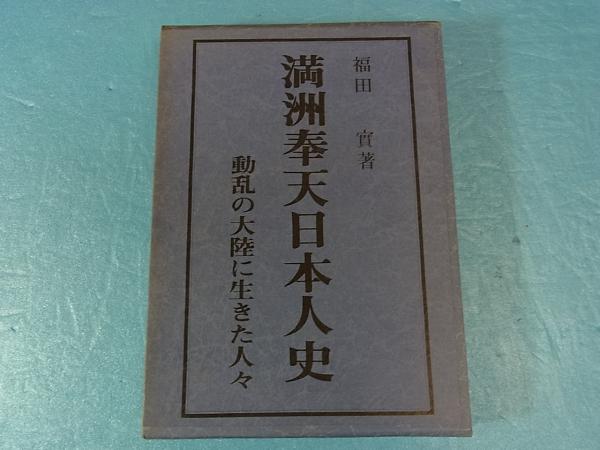 福田 實著
満洲奉天日本人史
動乱の大陸に生きた人々